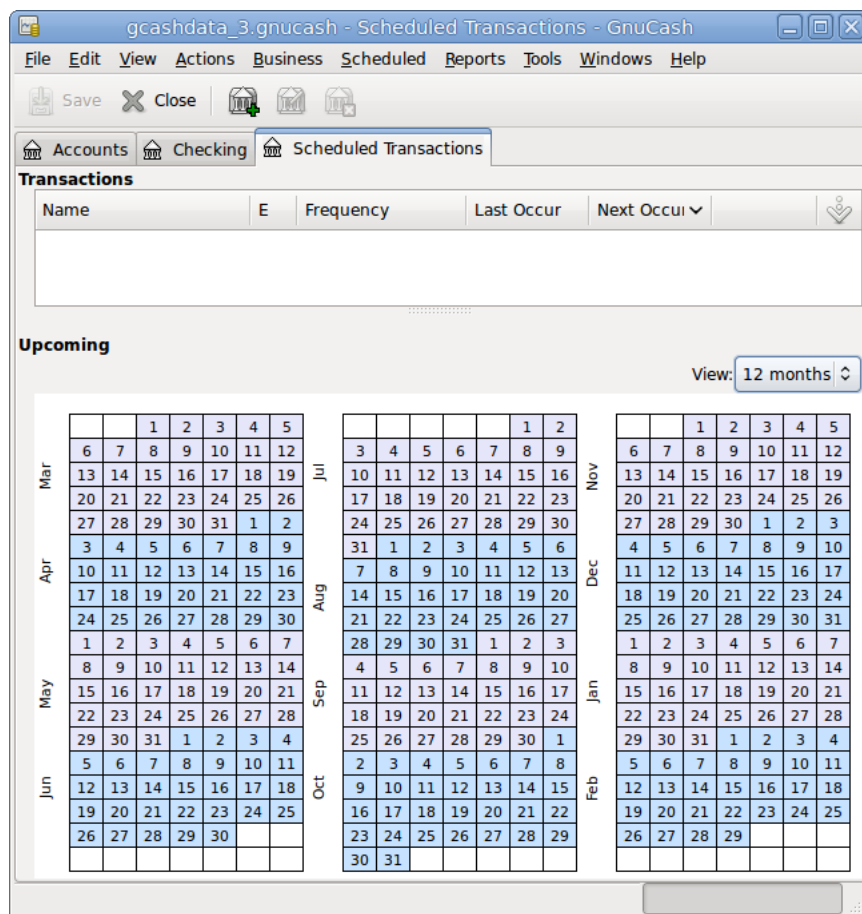 gcashdata_3.gnucash - Scheduled Transactions - GnuCash
File Edit View Actions Business Scheduled Reports Tools Windows Help
Save Close
Accounts Checking Scheduled Transactions
Transactions
Name E Frequency Last Occur Next Occur
Upcoming
View: 12 months
Mar
Apr
May
Jun
1 2 3 4 5
6 7 8 9 10 11 12
13 14 15 16 17 18 19
20 21 22 23 24 25 26
27 28 29 30 31 1 2
3 4 5 6 7 8 9
10 11 12 13 14 15 16
17 18 19 20 21 22 23
24 25 26 27 28 29 30
1 2 3 4 5 6 7
8 9 10 11 12 13 14
15 16 17 18 19 20 21
22 23 24 25 26 27 28
29 30 31 1 2 3 4
5 6 7 8 9 10 11
12 13 14 15 16 17 18
19 20 21 22 23 24 25
26 27 28 29 30
Jul
Aug
Sep
Oct
1 2
3 4 5 6 7 8 9
10 11 12 13 14 15 16
17 18 19 20 21 22 23
24 25 26 27 28 29 30
31 1 2 3 4 5 6
7 8 9 10 11 12 13
14 15 16 17 18 19 20
21 22 23 24 25 26 27
28 29 30 31 1 2 3
4 5 6 7 8 9 10
11 12 13 14 15 16 17
18 19 20 21 22 23 24
25 26 27 28 29 30 1
2 3 4 5 6 7 8
9 10 11 12 13 14 15
16 17 18 19 20 21 22
23 24 25 26 27 28 29
30 31
Nov
Dec
Jan
Feb
1 2 3 4 5
6 7 8 9 10 11 12
13 14 15 16 17 18 19
20 21 22 23 24 25 26
27 28 29 30 1 2 3
4 5 6 7 8 9 10
11 12 13 14 15 16 17
18 19 20 21 22 23 24
25 26 27 28 29 30 31
1 2 3 4 5 6 7
8 9 10 11 12 13 14
15 16 17 18 19 20 21
22 23 24 25 26 27 28
29 30 31 1 2 3 4
5 6 7 8 9 10 11
12 13 14 15 16 17 18
19 20 21 22 23 24 25
26 27 28 29